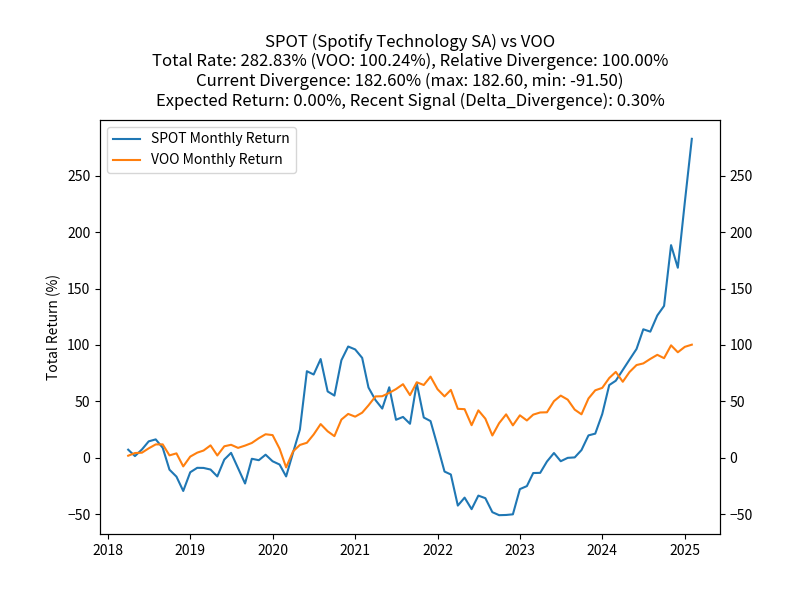 SPOT (Spotify Technology SA) vs VOO
Total Rate: 282.83% (VOO: 100.24%), Relative Divergence: 100.00%
Current Divergence: 182.60% (max: 182.60, min: -91.50)
Expected Return: 0.00%, Recent Signal (Delta_Divergence): 0.30%
SPOT Monthly Return
VOO Monthly Return
Total Return (%)
250 250
200 200
150 150
100 100
50 50
0 0
−50 −50
2018 2019 2020 2021 2022 2023 2024 2025